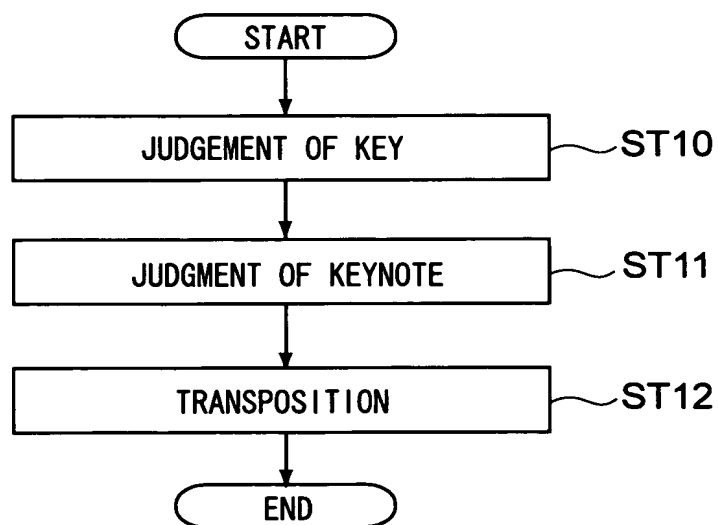 START
JUDGEMENT OF KEY
ST10
JUDGMENT OF KEYNOTE
ST11
TRANSPOSITION
ST12
END